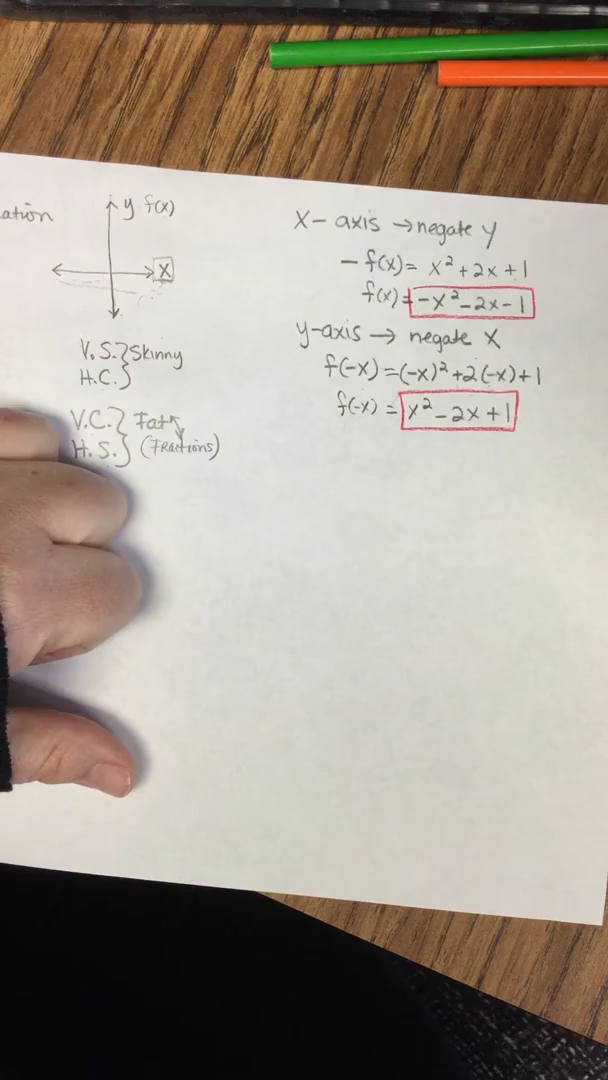 ation
y f(x)
x
V.S.} Skinny
H.C.}
V.C.} Fat
H.S.} (Fractions)
X-axis → negate y
-f(x) = x² + 2x + 1
f(x) = -x² - 2x - 1
y-axis → negate x
f(-x) = (-x)² + 2(-x) + 1
f(-x) = x² - 2x + 1